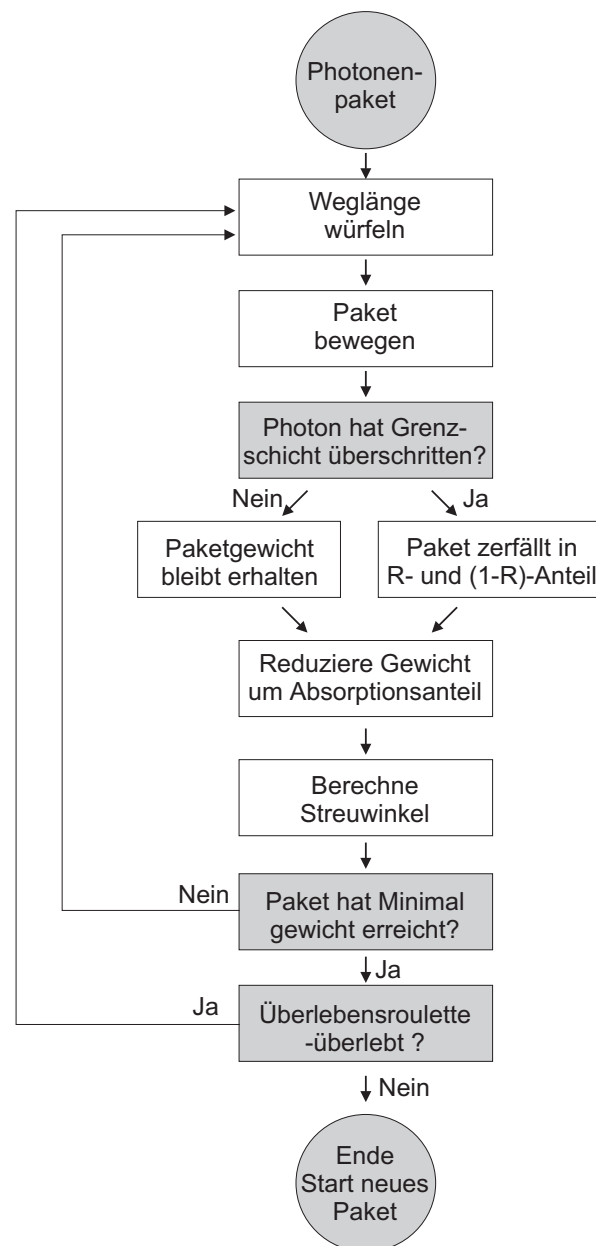 Photonen-
paket
Weglänge
würfeln
Paket
bewegen
Photon hat Grenz-
schicht überschritten?
Nein
Ja
Paketgewicht
bleibt erhalten
Paket zerfällt in
R- und (1-R)-Anteil
Reduziere Gewicht
um Absorptionsanteil
Berechne
Streuwinkel
Nein
Paket hat Minimal
gewicht erreicht?
Ja
Ja
Überlebensroulette
-überlebt ?
Nein
Ende
Start neues
Paket